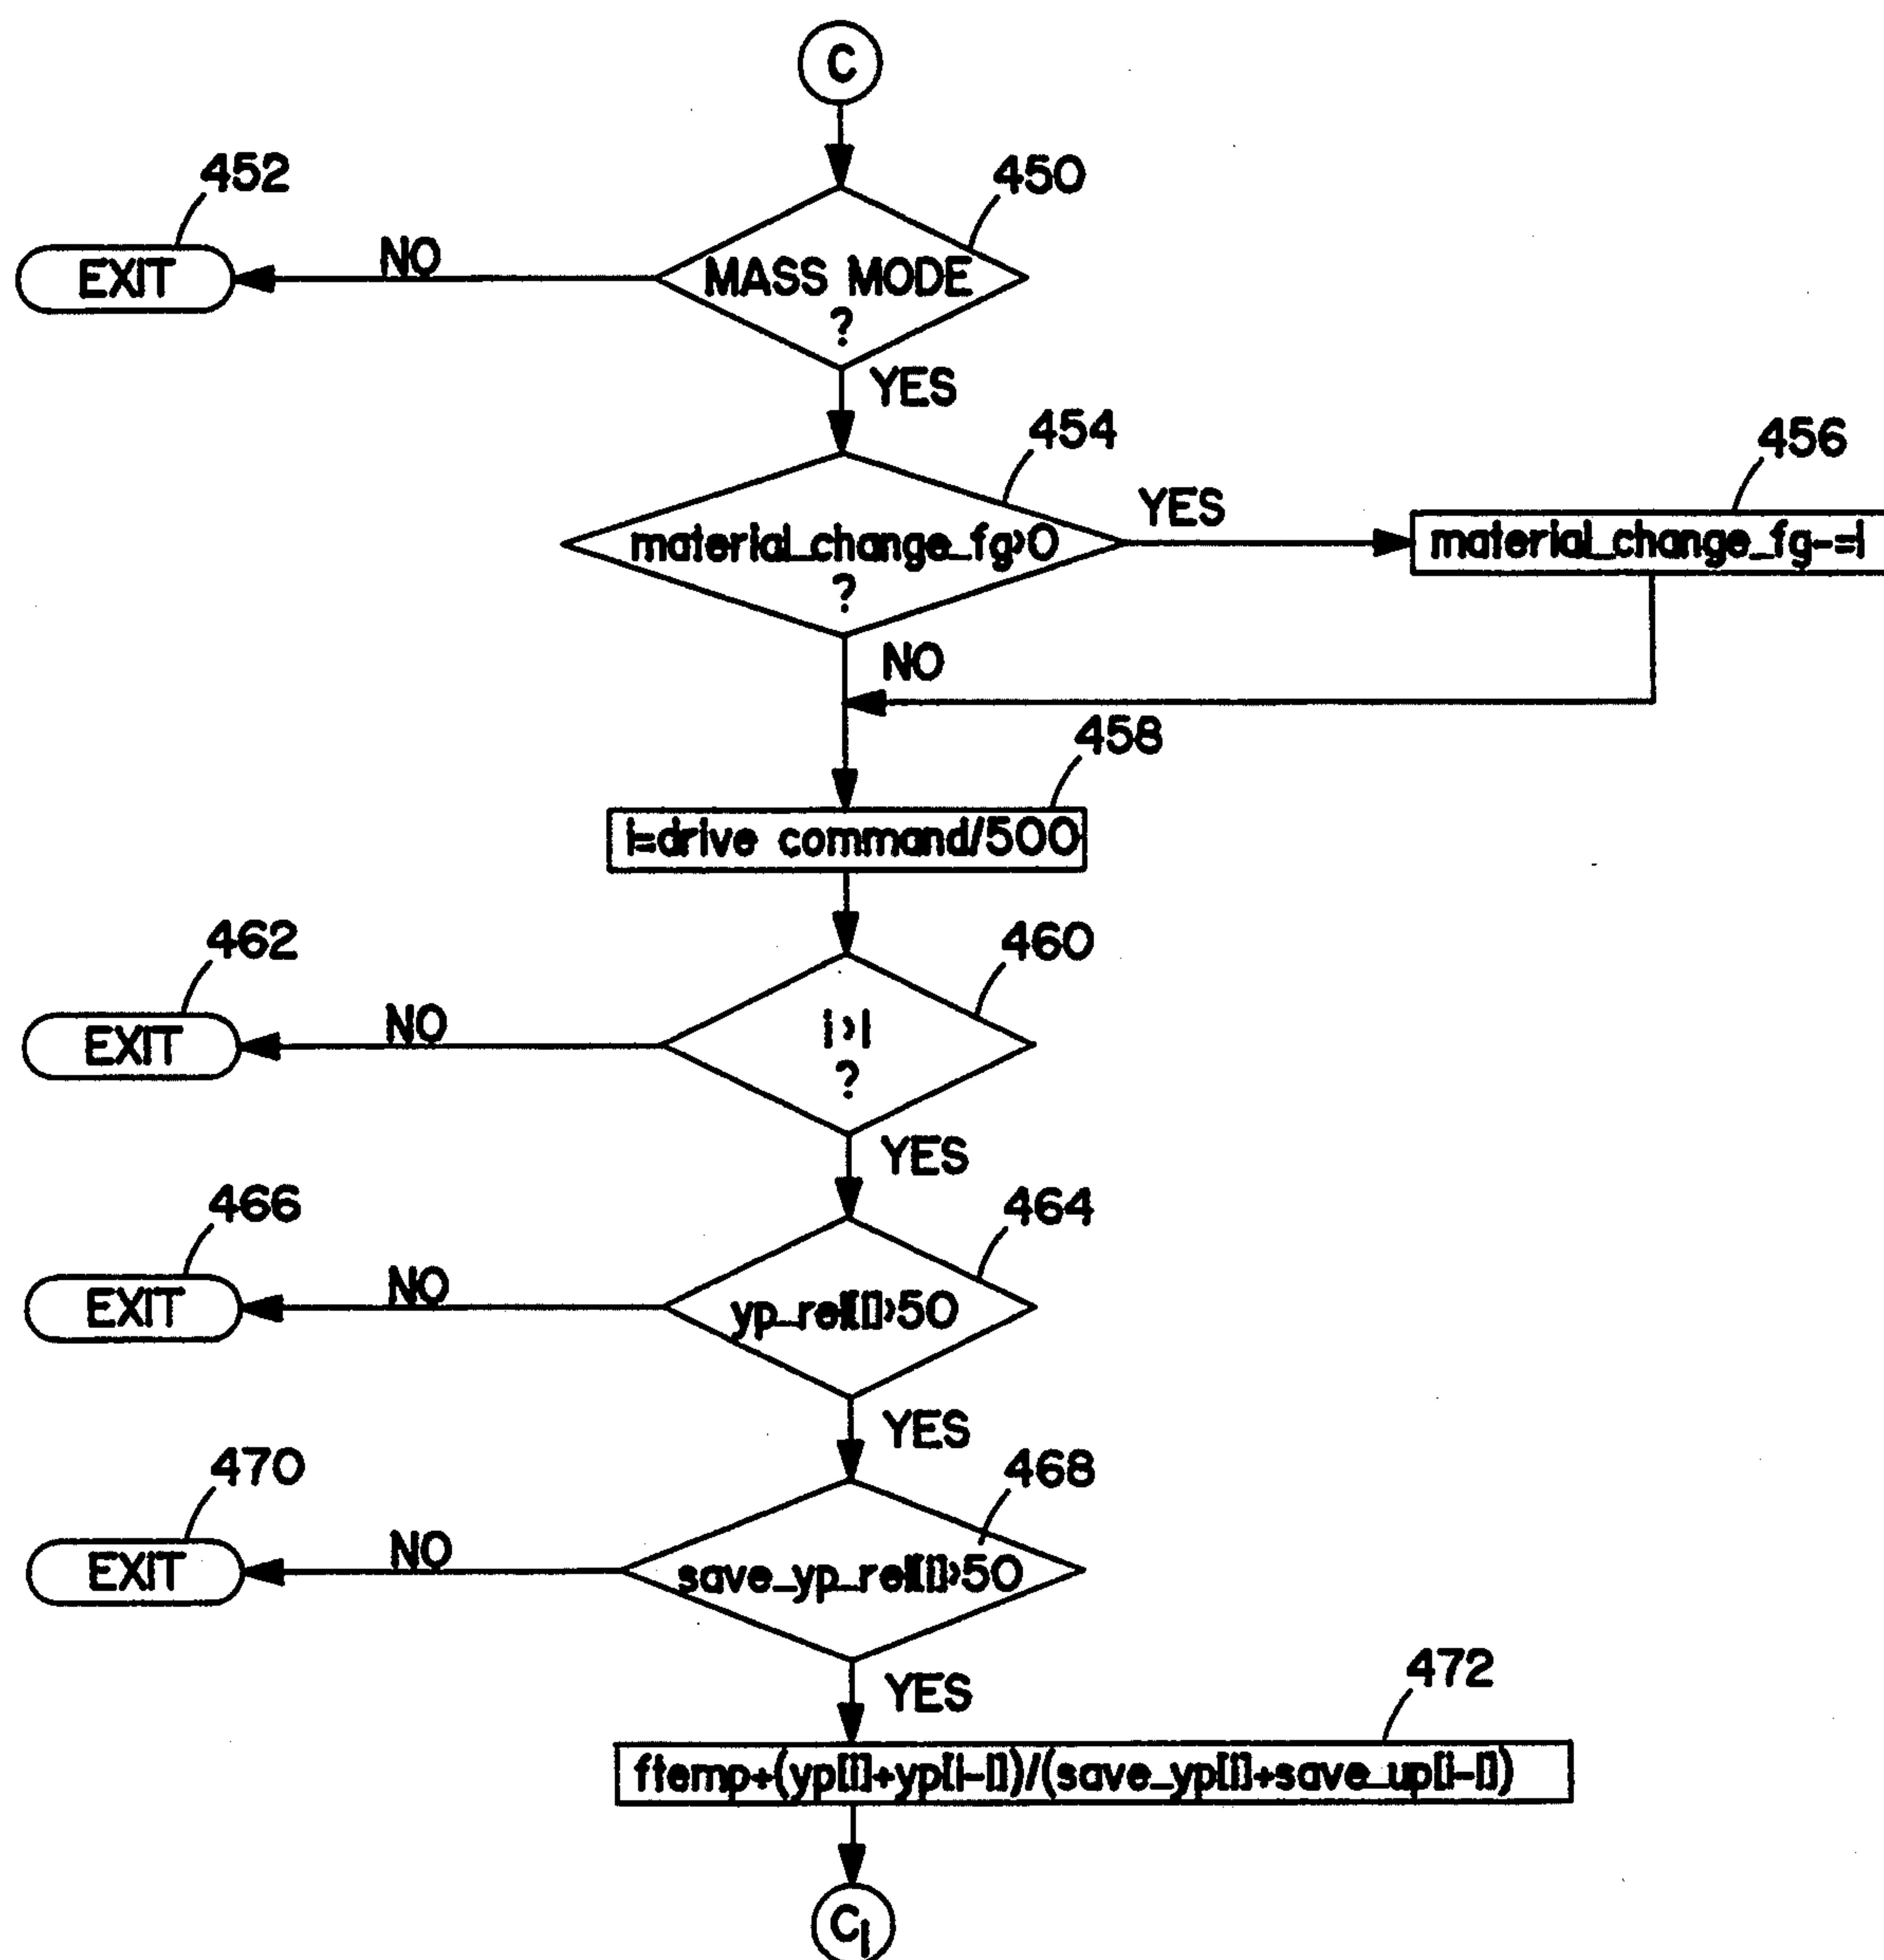 C
452
450
EXIT
NO
MASS MODE
?
YES
454
456
YES
material_change_fg>0
?
material_change_fg-=1
NO
458
i=drive command/500
462
460
EXIT
NO
i>1
?
YES
466
464
EXIT
NO
yp_rel[i]>50
YES
470
468
EXIT
NO
save_yp_rel[i]>50
YES
472
ftemp+(yp[i]+yp[i-1])/(save_yp[i]+save_up[i-1])
C1